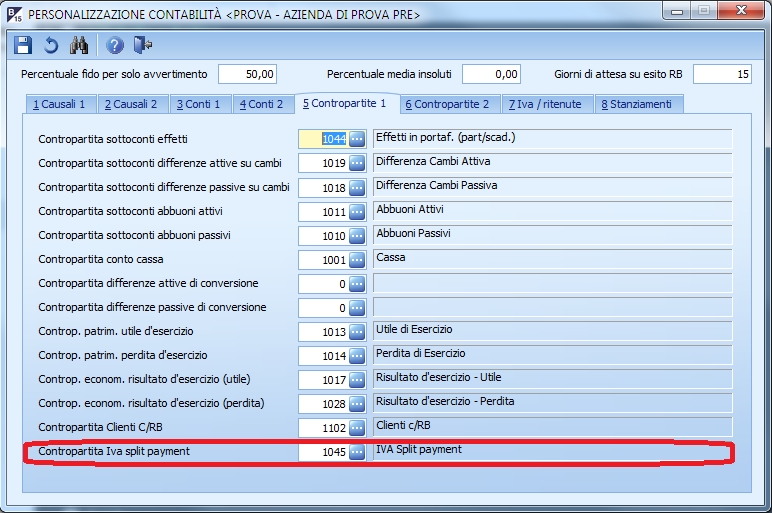 B 15 PERSONALIZZAZIONE CONTABILITÀ <PROVA - AZIENDA DI PROVA PRE>
Percentuale fido per solo avvertimento 50,00 Percentuale media insoluti 0,00 Giorni di attesa su esito RB 15
1 Causali 1 2 Causali 2 3 Conti 1 4 Conti 2 5 Contropartite 1 6 Contropartite 2 7 Iva / ritenute 8 Stanziamenti
Contropartita sottoconti effetti 1044 ... Effetti in portaf. (part/scad.)
Contropartita sottoconti differenze attive su cambi 1019 ... Differenza Cambi Attiva
Contropartita sottoconti differenze passive su cambi 1018 ... Differenza Cambi Passiva
Contropartita sottoconti abbuoni attivi 1011 ... Abbuoni Attivi
Contropartita sottoconti abbuoni passivi 1010 ... Abbuoni Passivi
Contropartita conto cassa 1001 ... Cassa
Contropartita differenze attive di conversione 0 ...
Contropartita differenze passive di conversione 0 ...
Controp. patrim. utile d'esercizio 1013 ... Utile di Esercizio
Controp. patrim. perdita d'esercizio 1014 ... Perdita di Esercizio
Controp. econom. risultato d'esercizio (utile) 1017 ... Risultato d'esercizio - Utile
Controp. econom. risultato d'esercizio (perdita) 1028 ... Risultato d'esercizio - Perdita
Contropartita Clienti C/RB 1102 ... Clienti c/RB
Contropartita Iva split payment 1045 ... IVA Split payment